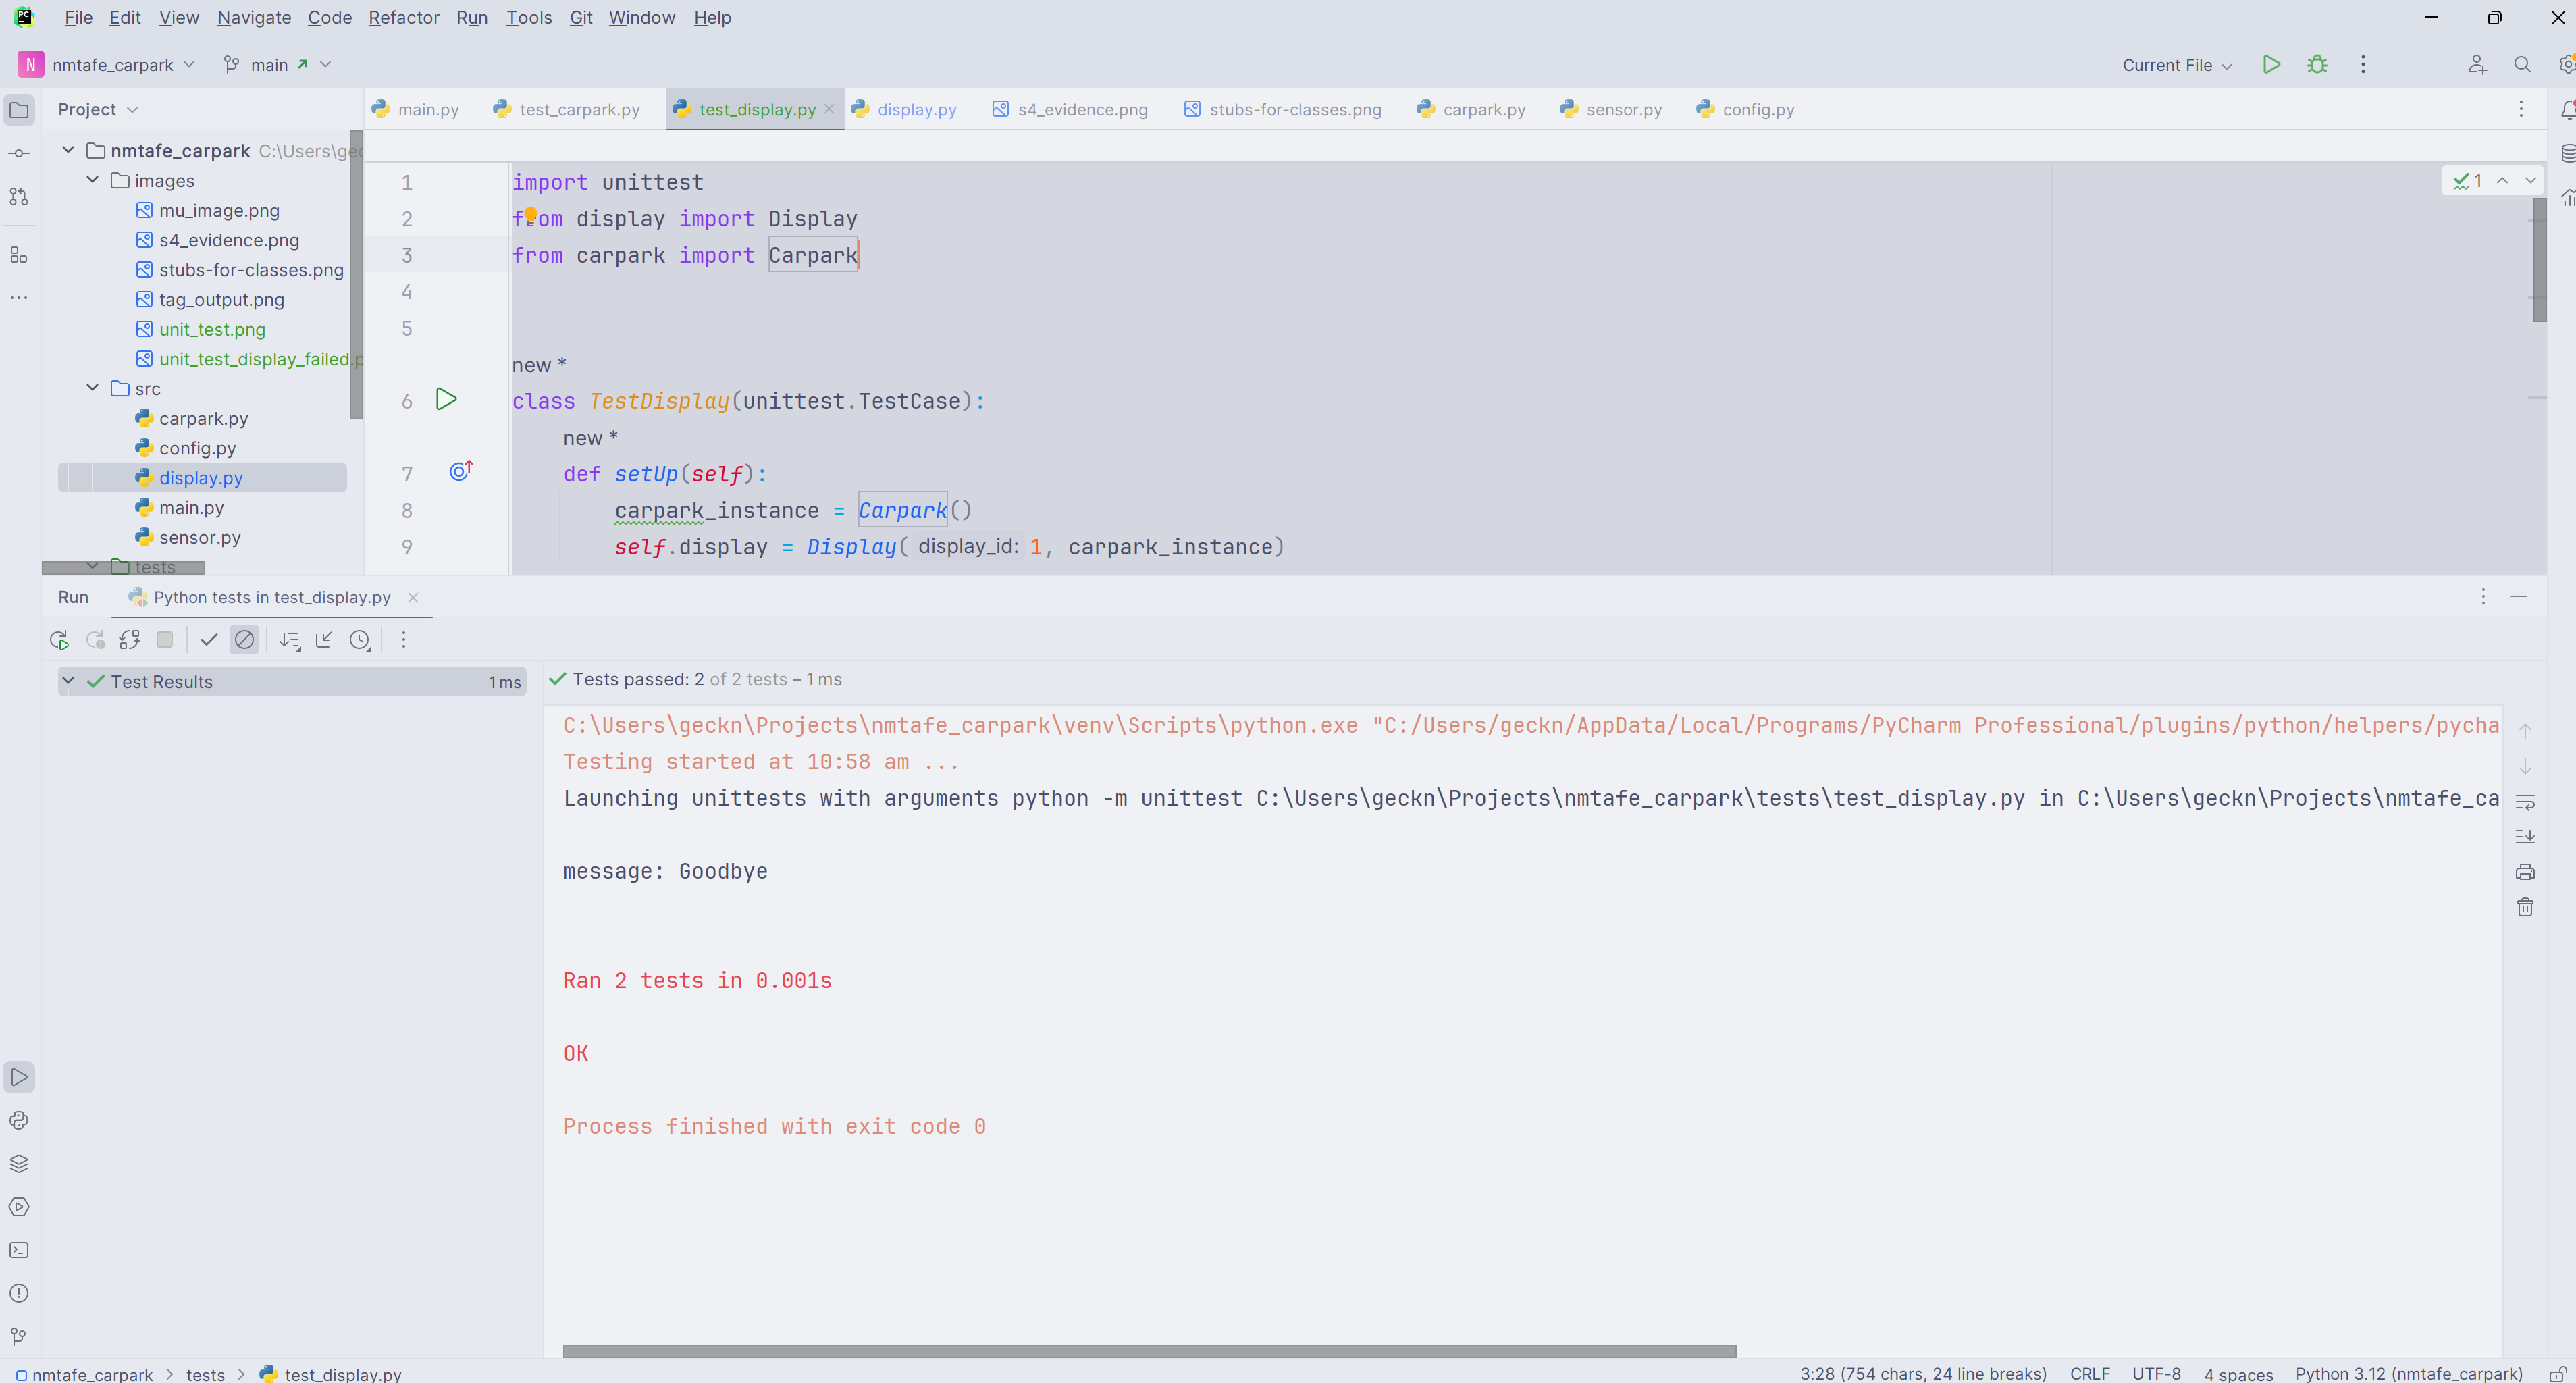 PC
File Edit View Navigate Code Refactor Run Tools Git Window Help
N nmtafe_carpark main Current File
Project main.py test_carpark.py test_display.py display.py s4_evidence.png stubs-for-classes.png carpark.py sensor.py config.py
nmtafe_carpark C:\Users\gec
images
mu_image.png
s4_evidence.png
stubs-for-classes.png
tag_output.png
unit_test.png
unit_test_display_failed.p
src
carpark.py
config.py
display.py
main.py
sensor.py
tests
1 import unittest
2 from display import Display
3 from carpark import Carpark
4
5
new *
6 class TestDisplay(unittest.TestCase):
new *
7 def setUp(self):
8 carpark_instance = Carpark()
9 self.display = Display( display_id: 1, carpark_instance)
1
Run Python tests in test_display.py
Test Results 1 ms
Tests passed: 2 of 2 tests – 1 ms
C:\Users\geckn\Projects\nmtafe_carpark\venv\Scripts\python.exe "C:/Users/geckn/AppData/Local/Programs/PyCharm Professional/plugins/python/helpers/pycha
Testing started at 10:58 am ...
Launching unittests with arguments python -m unittest C:\Users\geckn\Projects\nmtafe_carpark\tests\test_display.py in C:\Users\geckn\Projects\nmtafe_ca
message: Goodbye
Ran 2 tests in 0.001s
OK
Process finished with exit code 0
nmtafe_carpark > tests > test_display.py 3:28 (754 chars, 24 line breaks) CRLF UTF-8 4 spaces Python 3.12 (nmtafe_carpark)